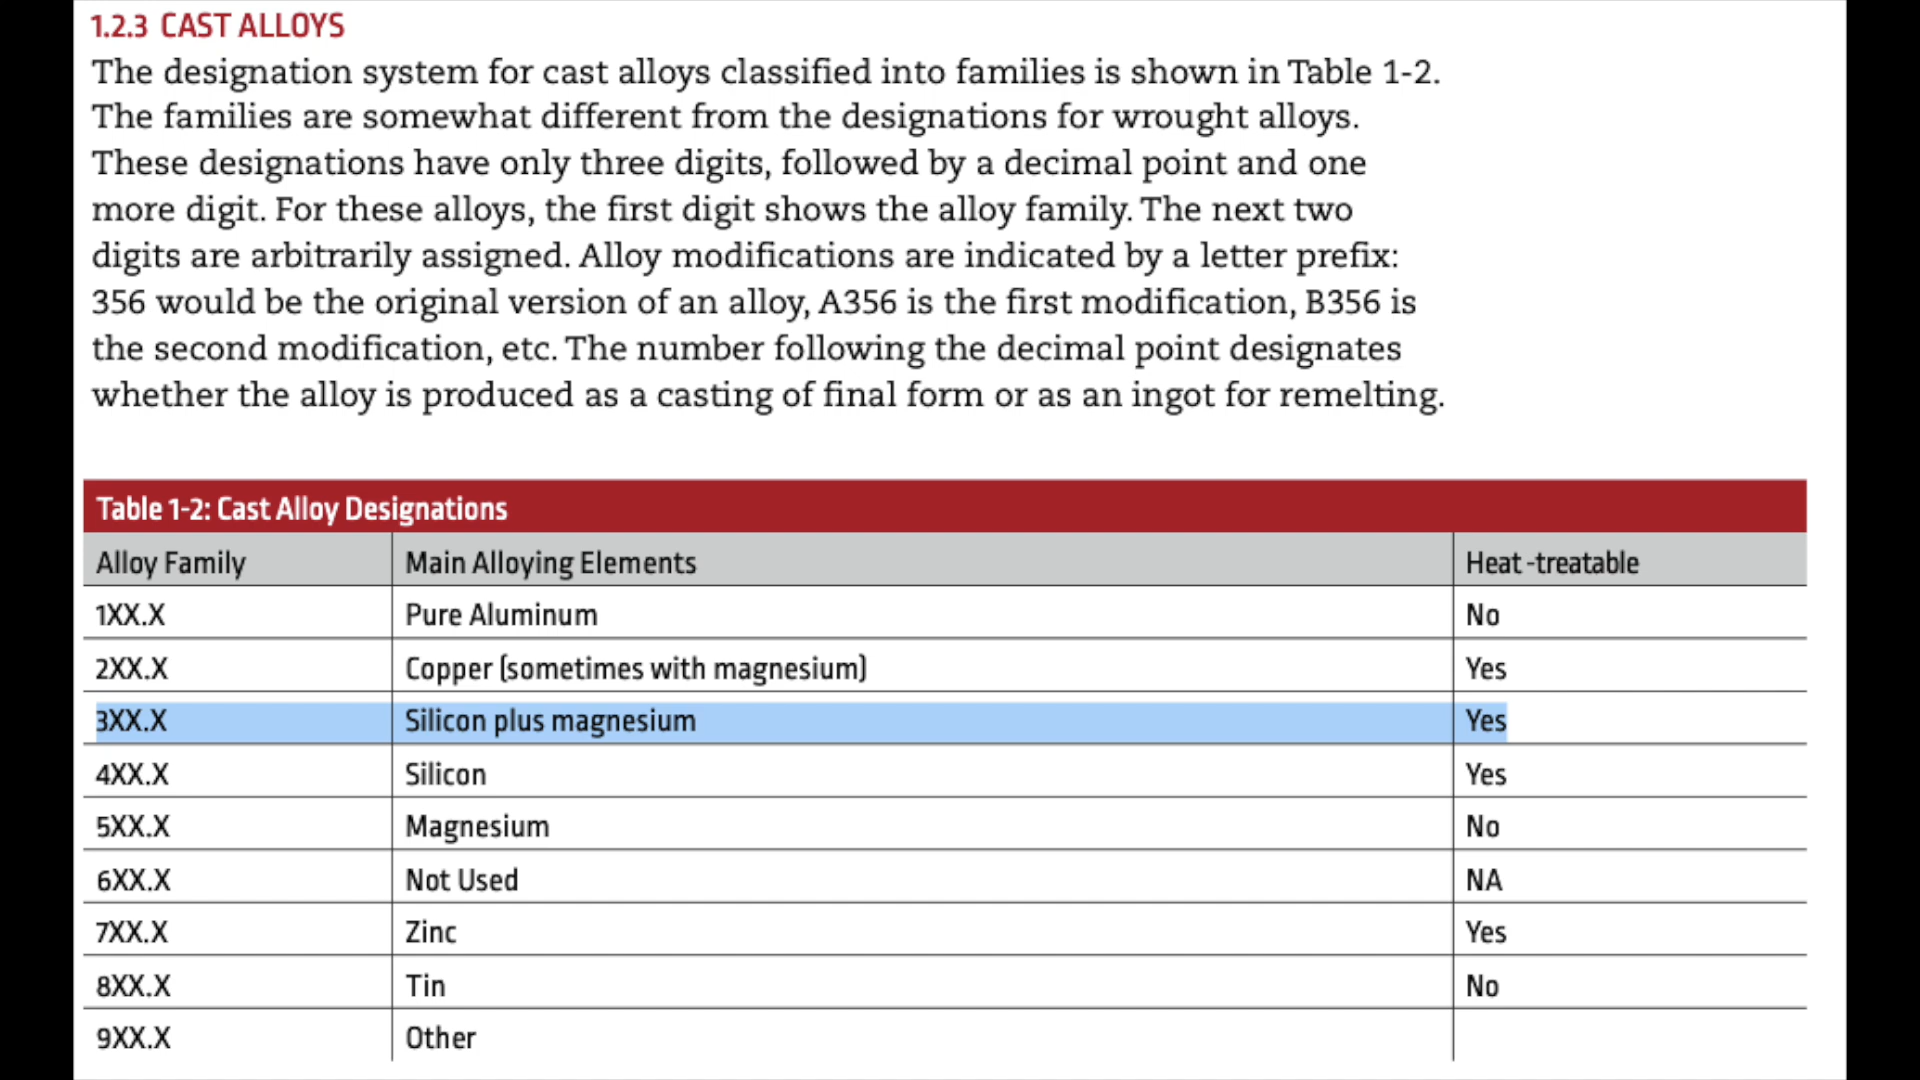 1.2.3 CAST ALLOYS
The designation system for cast alloys classified into families is shown in Table 1-2.
The families are somewhat different from the designations for wrought alloys.
These designations have only three digits, followed by a decimal point and one
more digit. For these alloys, the first digit shows the alloy family. The next two
digits are arbitrarily assigned. Alloy modifications are indicated by a letter prefix:
356 would be the original version of an alloy, A356 is the first modification, B356 is
the second modification, etc. The number following the decimal point designates
whether the alloy is produced as a casting of final form or as an ingot for remelting.
Table 1-2: Cast Alloy Designations
Alloy Family Main Alloying Elements Heat -treatable
1XX.X Pure Aluminum No
2XX.X Copper (sometimes with magnesium) Yes
3XX.X Silicon plus magnesium Yes
4XX.X Silicon Yes
5XX.X Magnesium No
6XX.X Not Used NA
7XX.X Zinc Yes
8XX.X Tin No
9XX.X Other